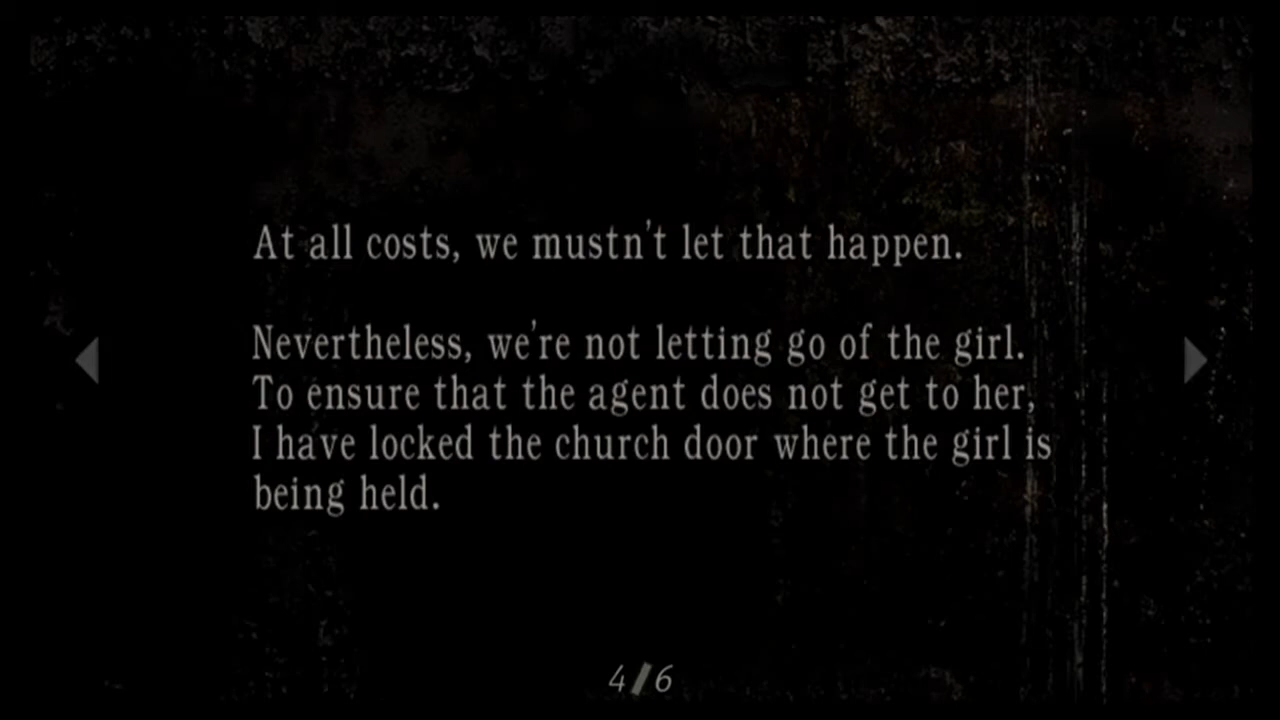 At all costs, we mustn't let that happen.
Nevertheless, we're not letting go of the girl.
To ensure that the agent does not get to her,
I have locked the church door where the girl is
being held.
4/6